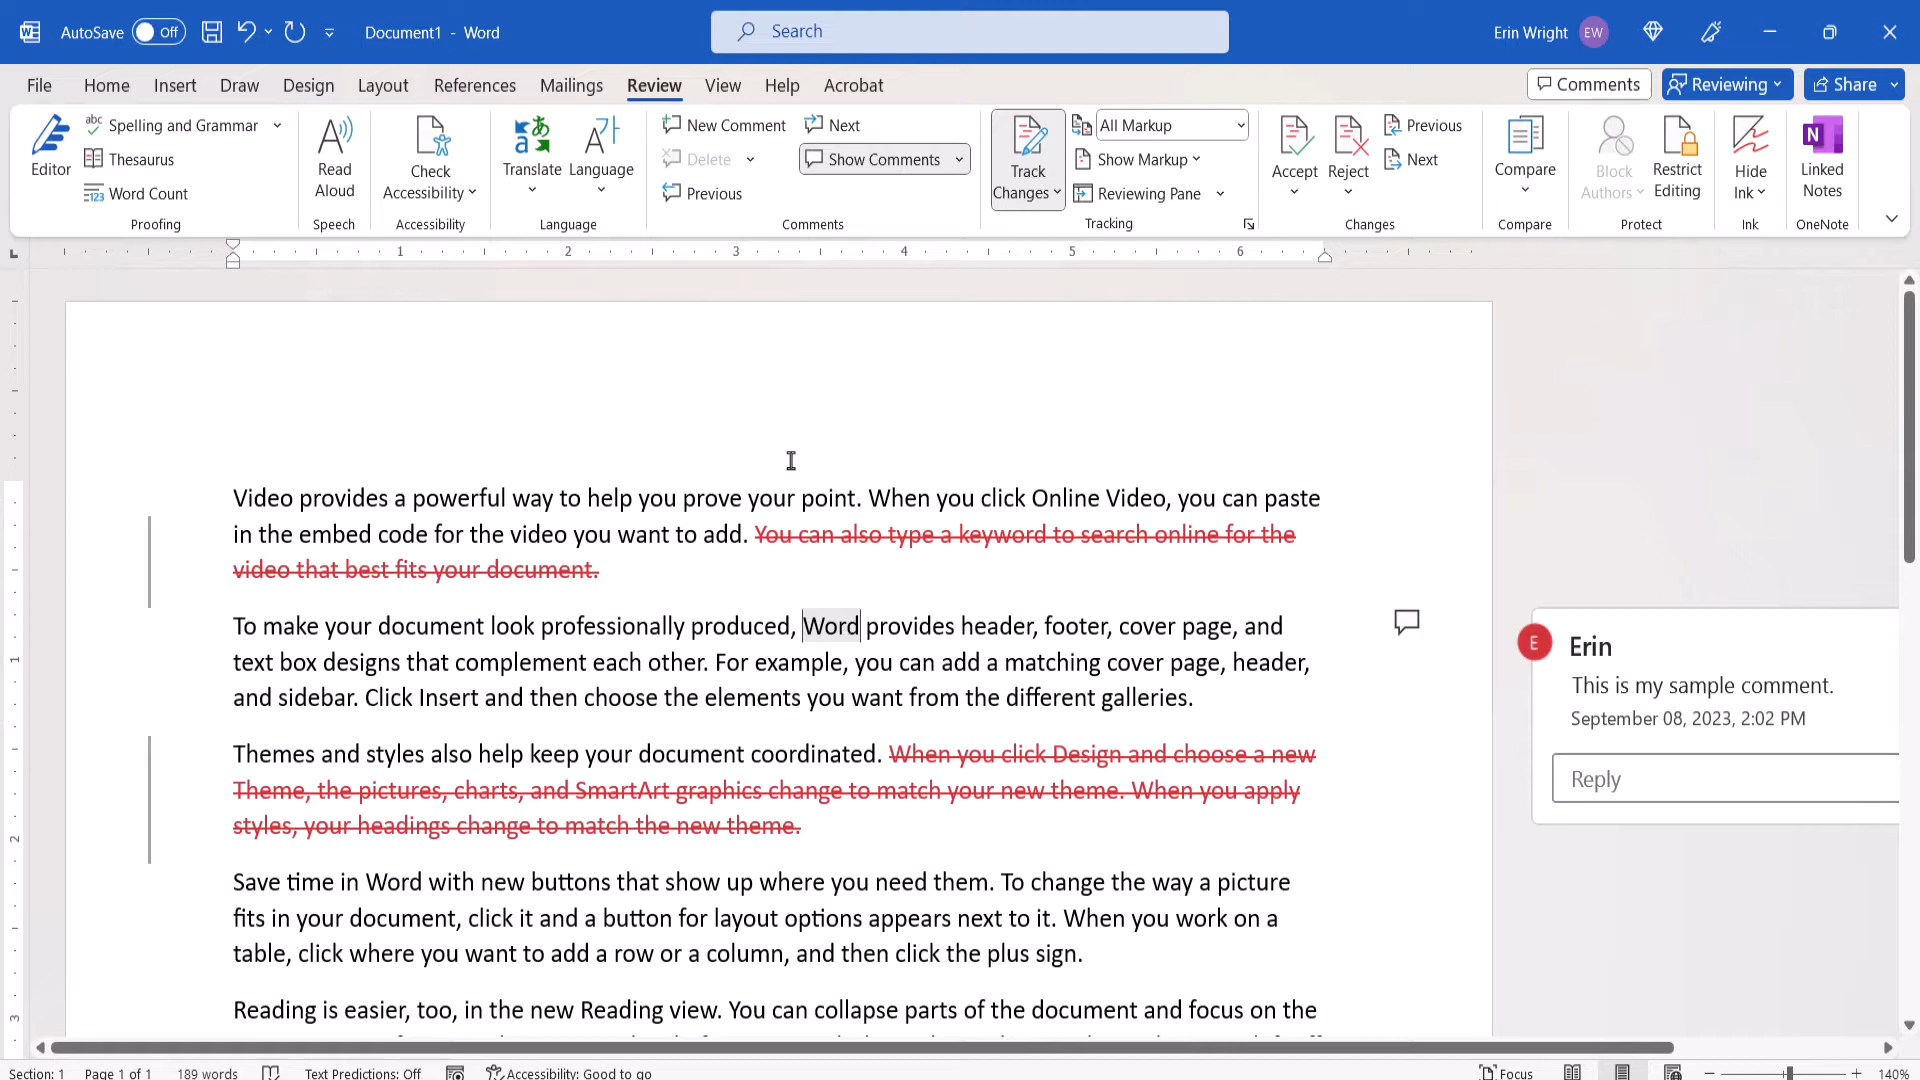 AutoSave Off Document1 - Word Search Erin Wright EW
File Home Insert Draw Design Layout References Mailings Review View Help Acrobat Comments Reviewing Share
Editor
abc Spelling and Grammar
Thesaurus
123 Word Count
Proofing
Read Aloud
Speech
Check Accessibility
Accessibility
Translate
Language
Language
New Comment
Delete
Previous
Next
Show Comments
Comments
Track Changes
All Markup
Show Markup
Reviewing Pane
Tracking
Accept
Reject
Previous
Next
Changes
Compare
Compare
Block Authors
Restrict Editing
Protect
Hide Ink
Ink
N
Linked Notes
OneNote
1 2 3 4 5 6
Video provides a powerful way to help you prove your point. When you click Online Video, you can paste
in the embed code for the video you want to add. You can also type a keyword to search online for the
video that best fits your document.
To make your document look professionally produced, Word provides header, footer, cover page, and
text box designs that complement each other. For example, you can add a matching cover page, header,
and sidebar. Click Insert and then choose the elements you want from the different galleries.
Themes and styles also help keep your document coordinated. When you click Design and choose a new
Theme, the pictures, charts, and SmartArt graphics change to match your new theme. When you apply
styles, your headings change to match the new theme.
Save time in Word with new buttons that show up where you need them. To change the way a picture
fits in your document, click it and a button for layout options appears next to it. When you work on a
table, click where you want to add a row or a column, and then click the plus sign.
Reading is easier, too, in the new Reading view. You can collapse parts of the document and focus on the
E Erin
This is my sample comment.
September 08, 2023, 2:02 PM
Reply
1
2
3
Section: 1 Page 1 of 1 189 words Text Predictions: Off Accessibility: Good to go Focus 140%